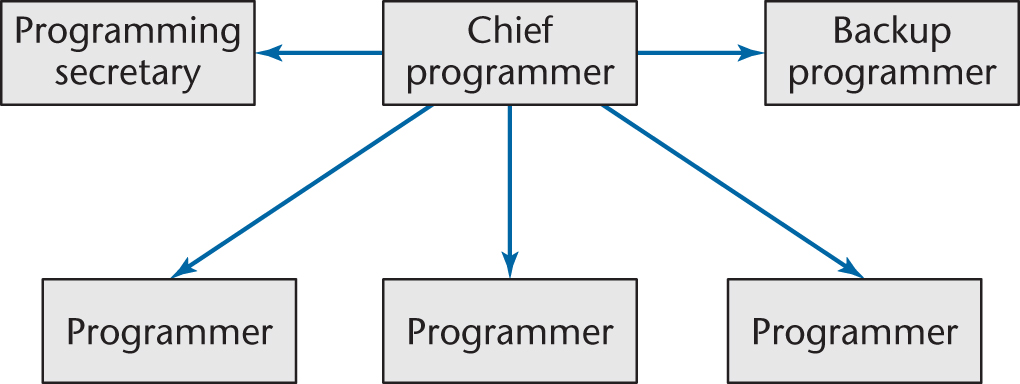 Programming
secretary
Chief
programmer
Backup
programmer
Programmer
Programmer
Programmer